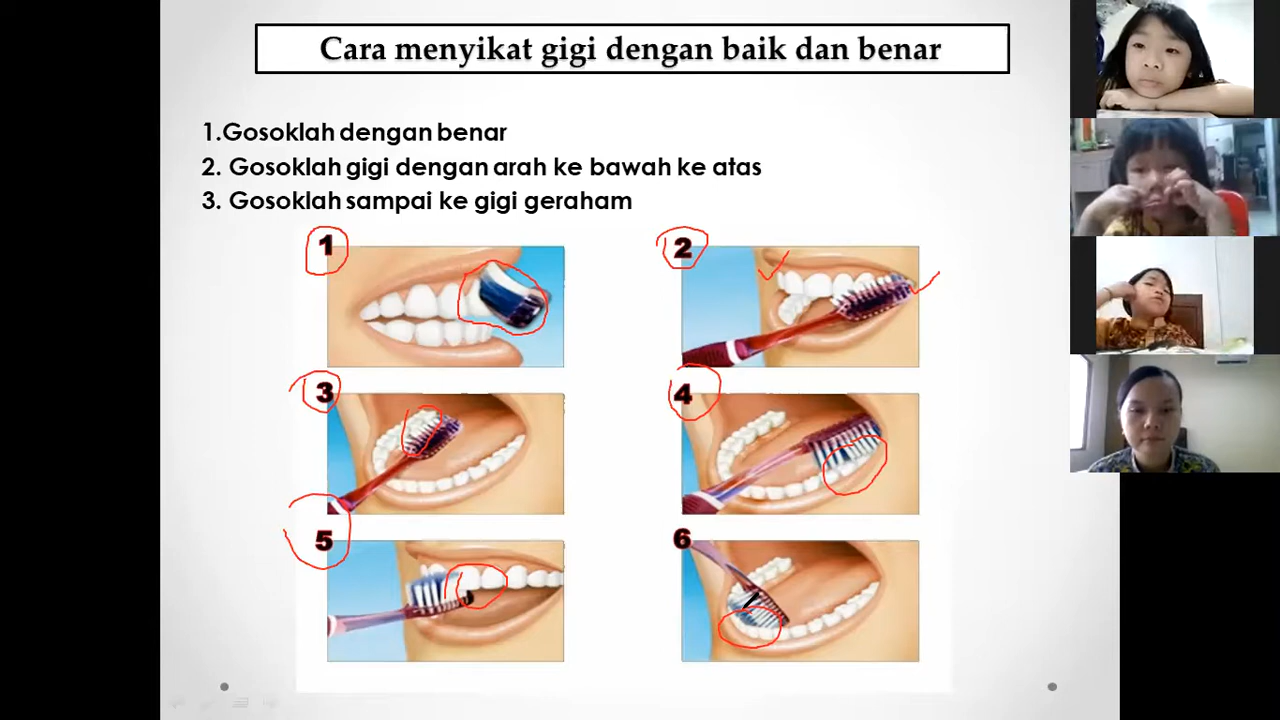 Cara menyikat gigi dengan baik dan benar
1.Gosoklah dengan benar
2. Gosoklah gigi dengan arah ke bawah ke atas
3. Gosoklah sampai ke gigi geraham
1
2
3
4
5
6